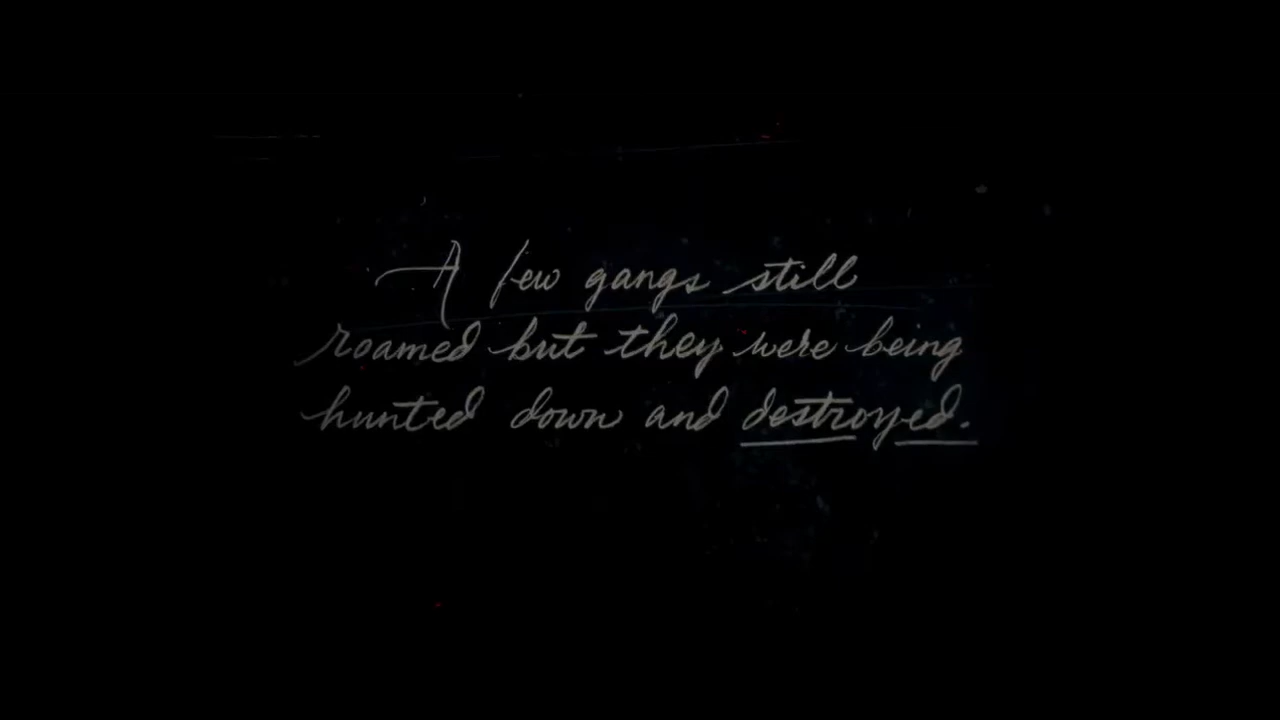 A few gangs still
roamed but they were being
hunted down and destroyed.